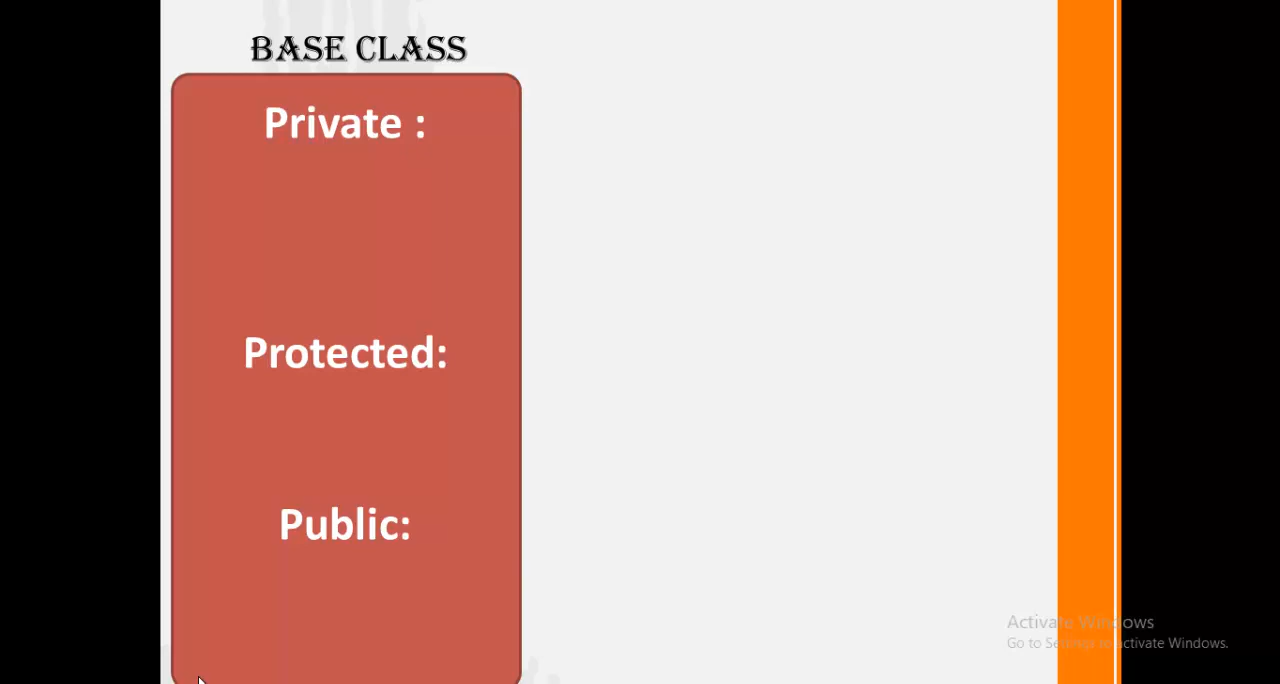 BASE CLASS
Private :
Protected:
Public:
Activate Windows
Go to Settings to activate Windows.